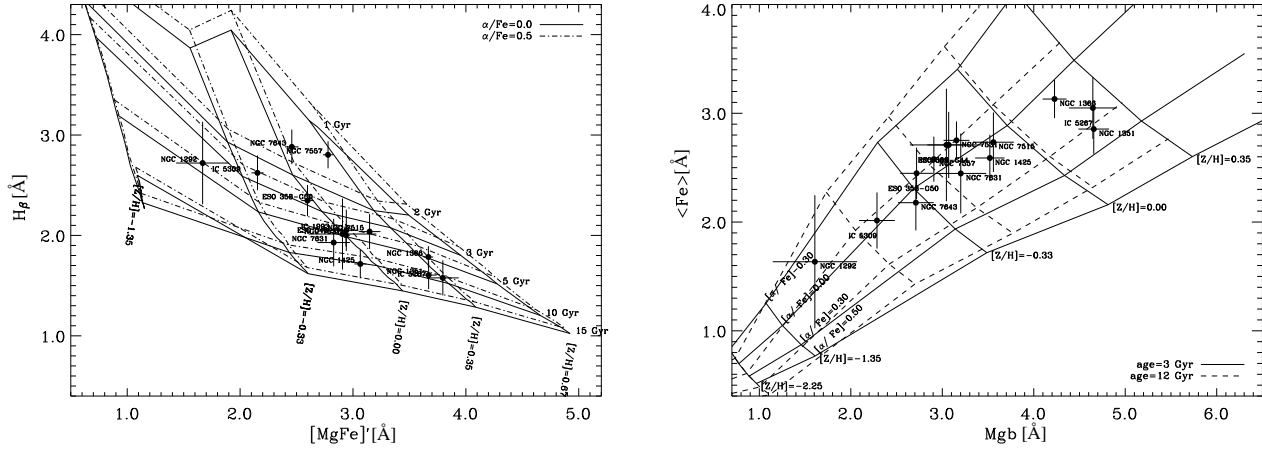 α/Fe=0.0
α/Fe=0.5
4.0
3.0
2.0
1.0
Hβ [Å]
1 Gyr
2 Gyr
3 Gyr
5 Gyr
10 Gyr
15 Gyr
NGC 7643
NGC 7557
NGC 1292
IC 5309
ESO 358-G50
NGC 7631
NGC 1425
NGC 1366
[Z/H]=-1.35
[Z/H]=-0.33
[Z/H]=0.00
[Z/H]=0.35
[Z/H]=0.67
1.0 2.0 3.0 4.0 5.0
[MgFe]' [Å]
4.0
3.0
2.0
1.0
<Fe> [Å]
NGC 1366
IC 5267
NGC 1351
NGC 7515
NGC 1425
NGC 7631
ESO 358-G50
NGC 7643
IC 5309
NGC 1292
[α/Fe]-0.30
[α/Fe]=0.00
[α/Fe]=0.30
[α/Fe]=0.50
[Z/H]=0.35
[Z/H]=0.00
[Z/H]=-0.33
[Z/H]=-1.35
[Z/H]=-2.25
age=3 Gyr
age=12 Gyr
1.0 2.0 3.0 4.0 5.0 6.0
Mgb [Å]